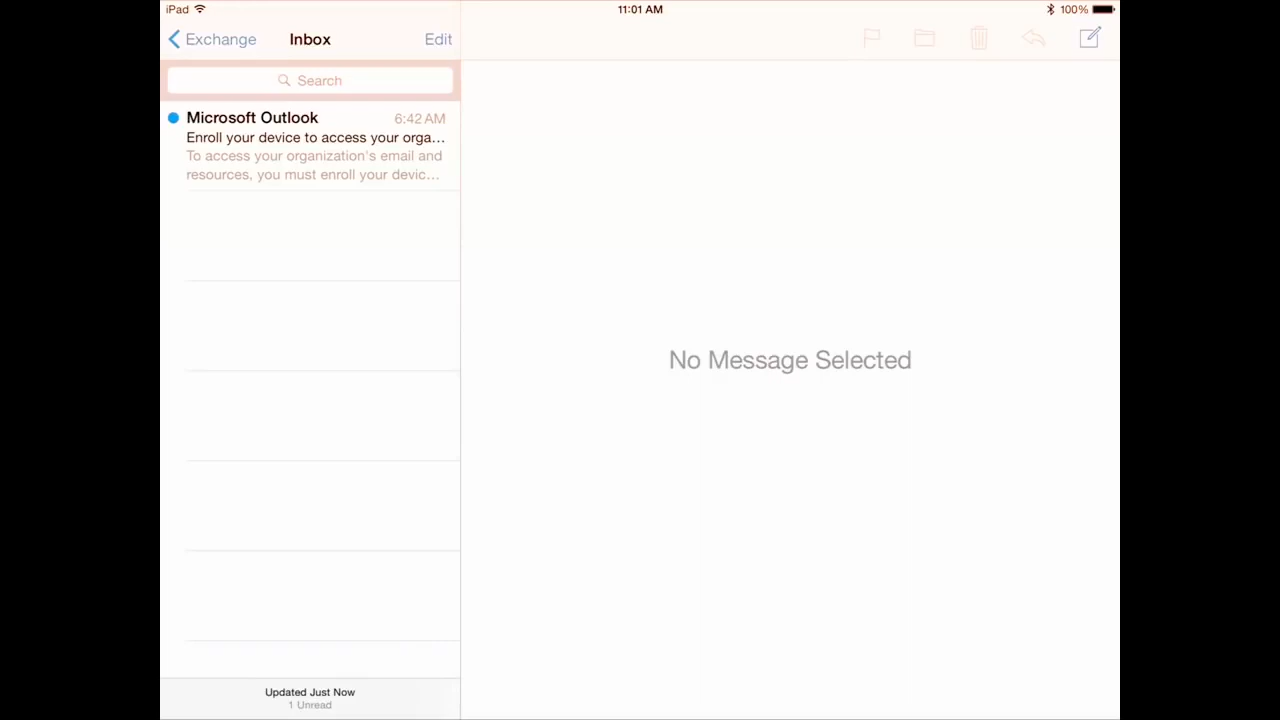 iPad 11:01 AM 100%
Exchange Inbox Edit
Search
Microsoft Outlook 6:42 AM
Enroll your device to access your orga...
To access your organization's email and
resources, you must enroll your devic...
No Message Selected
Updated Just Now
1 Unread